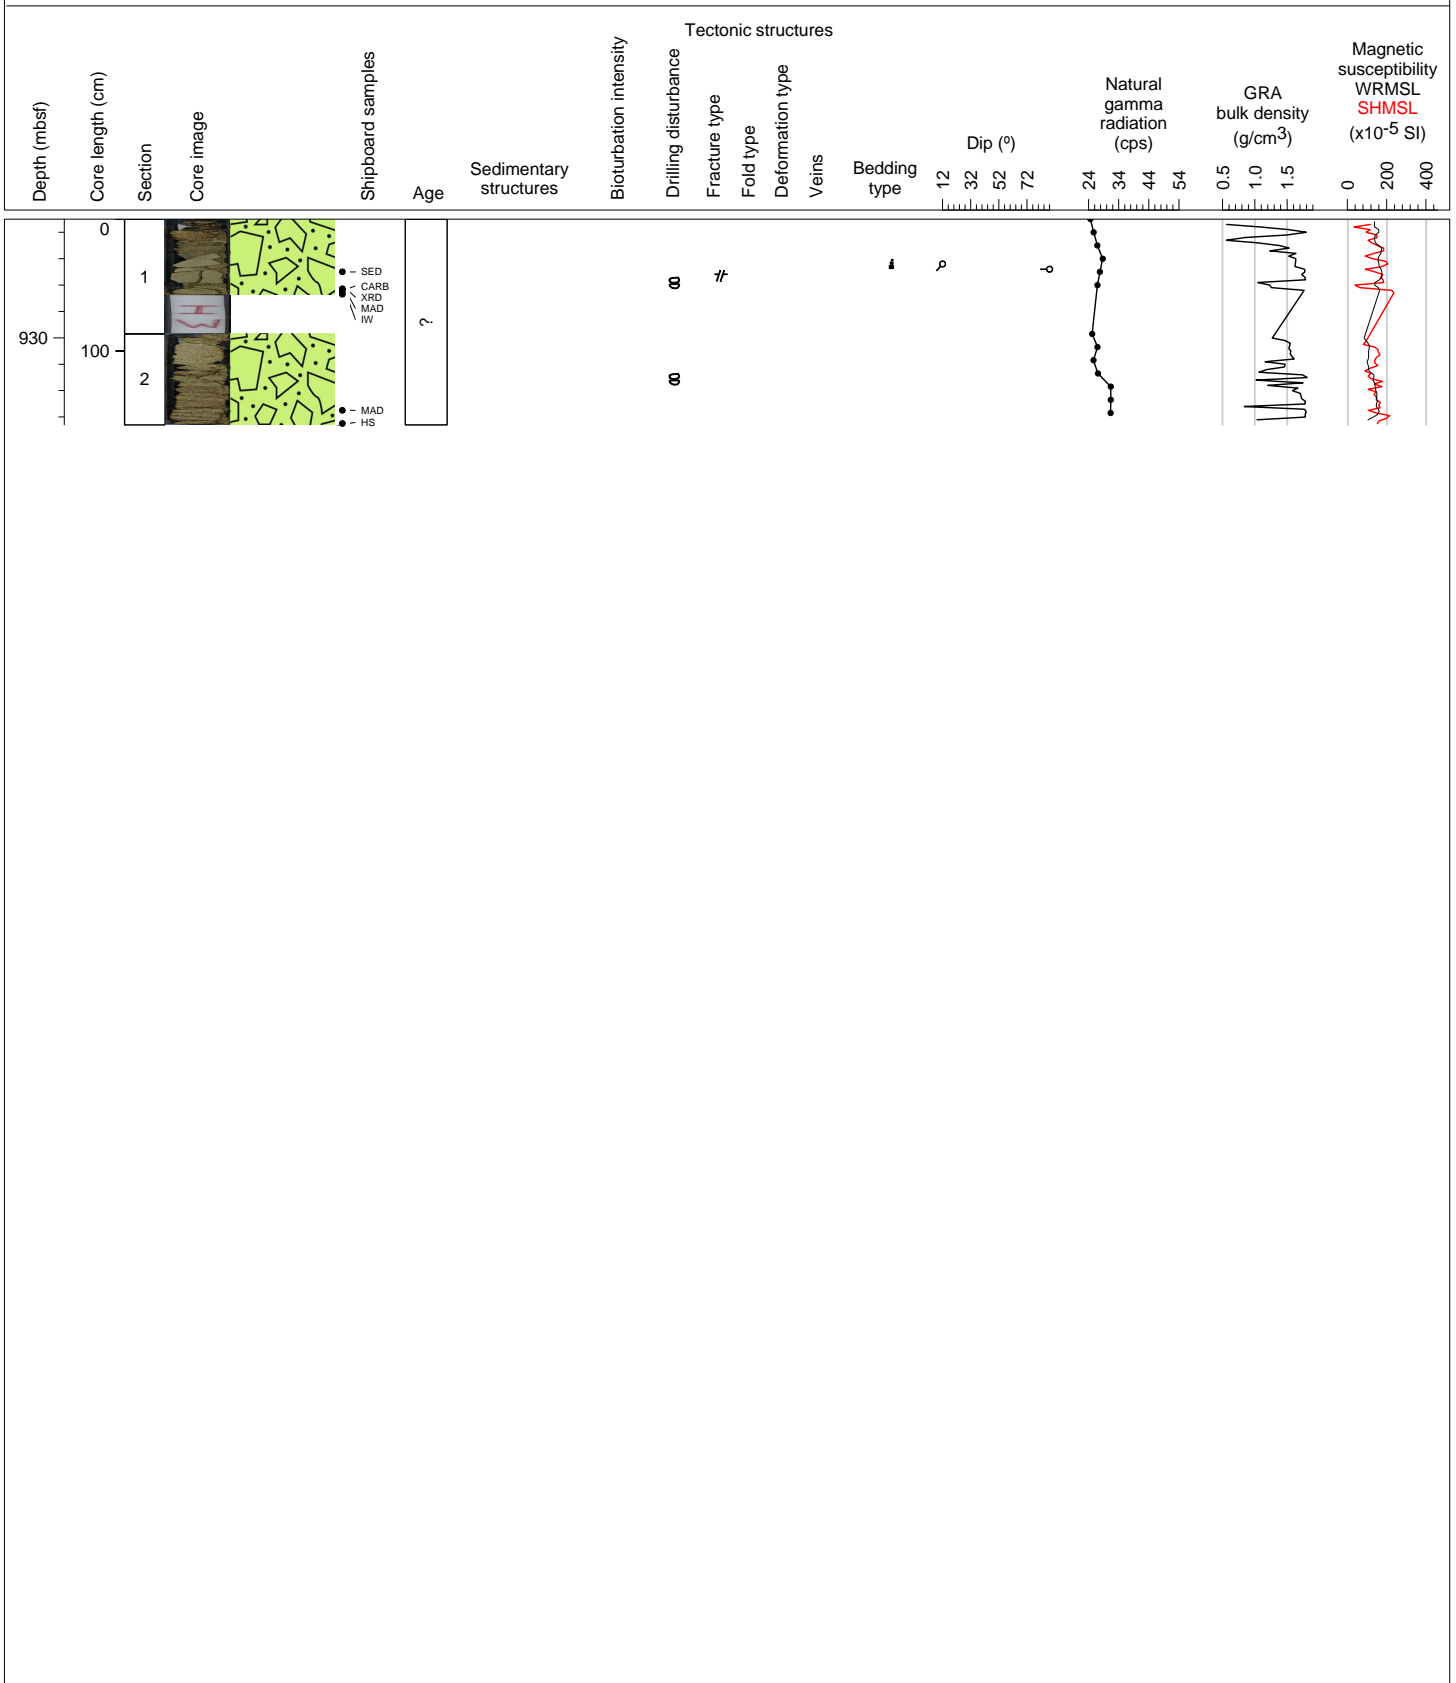 Tectonic structures
Depth (mbsf)
Core length (cm)
Section
Core image
Shipboard samples
Age
Sedimentary
structures
Bioturbation intensity
Drilling disturbance
Fracture type
Fold type
Deformation type
Veins
Bedding
type
Dip (º)
12 32 52 72
Natural
gamma
radiation
(cps)
24 34 44 54
GRA
bulk density
(g/cm3)
0.5 1.0 1.5
Magnetic
susceptibility
WRMSL
SHMSL
(x10-5 SI)
0 200 400
0
1
SED
CARB
XRD
MAD
IW
?
930
100
2
MAD
HS